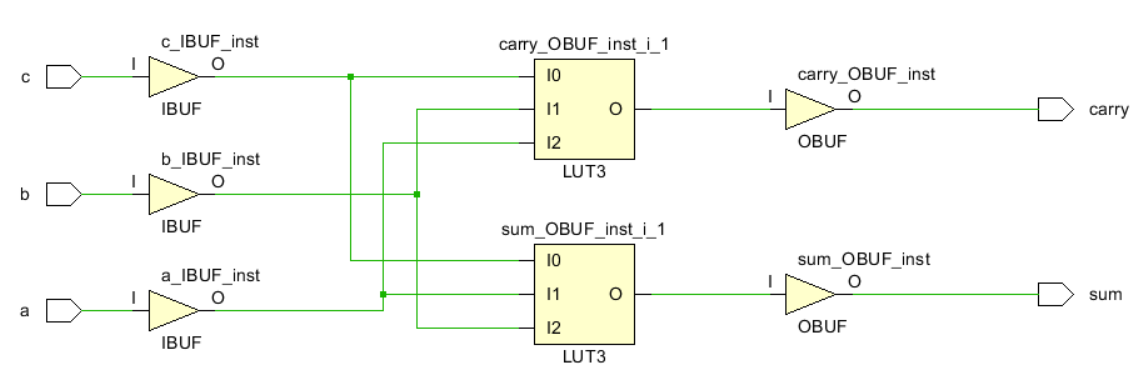 c_IBUF_inst
c
I
O
IBUF
carry_OBUF_inst_i_1
I0
I1
I2
O
LUT3
carry_OBUF_inst
I
O
OBUF
carry
b_IBUF_inst
b
I
O
IBUF
a_IBUF_inst
a
I
O
IBUF
sum_OBUF_inst_i_1
I0
I1
I2
O
LUT3
sum_OBUF_inst
I
O
OBUF
sum